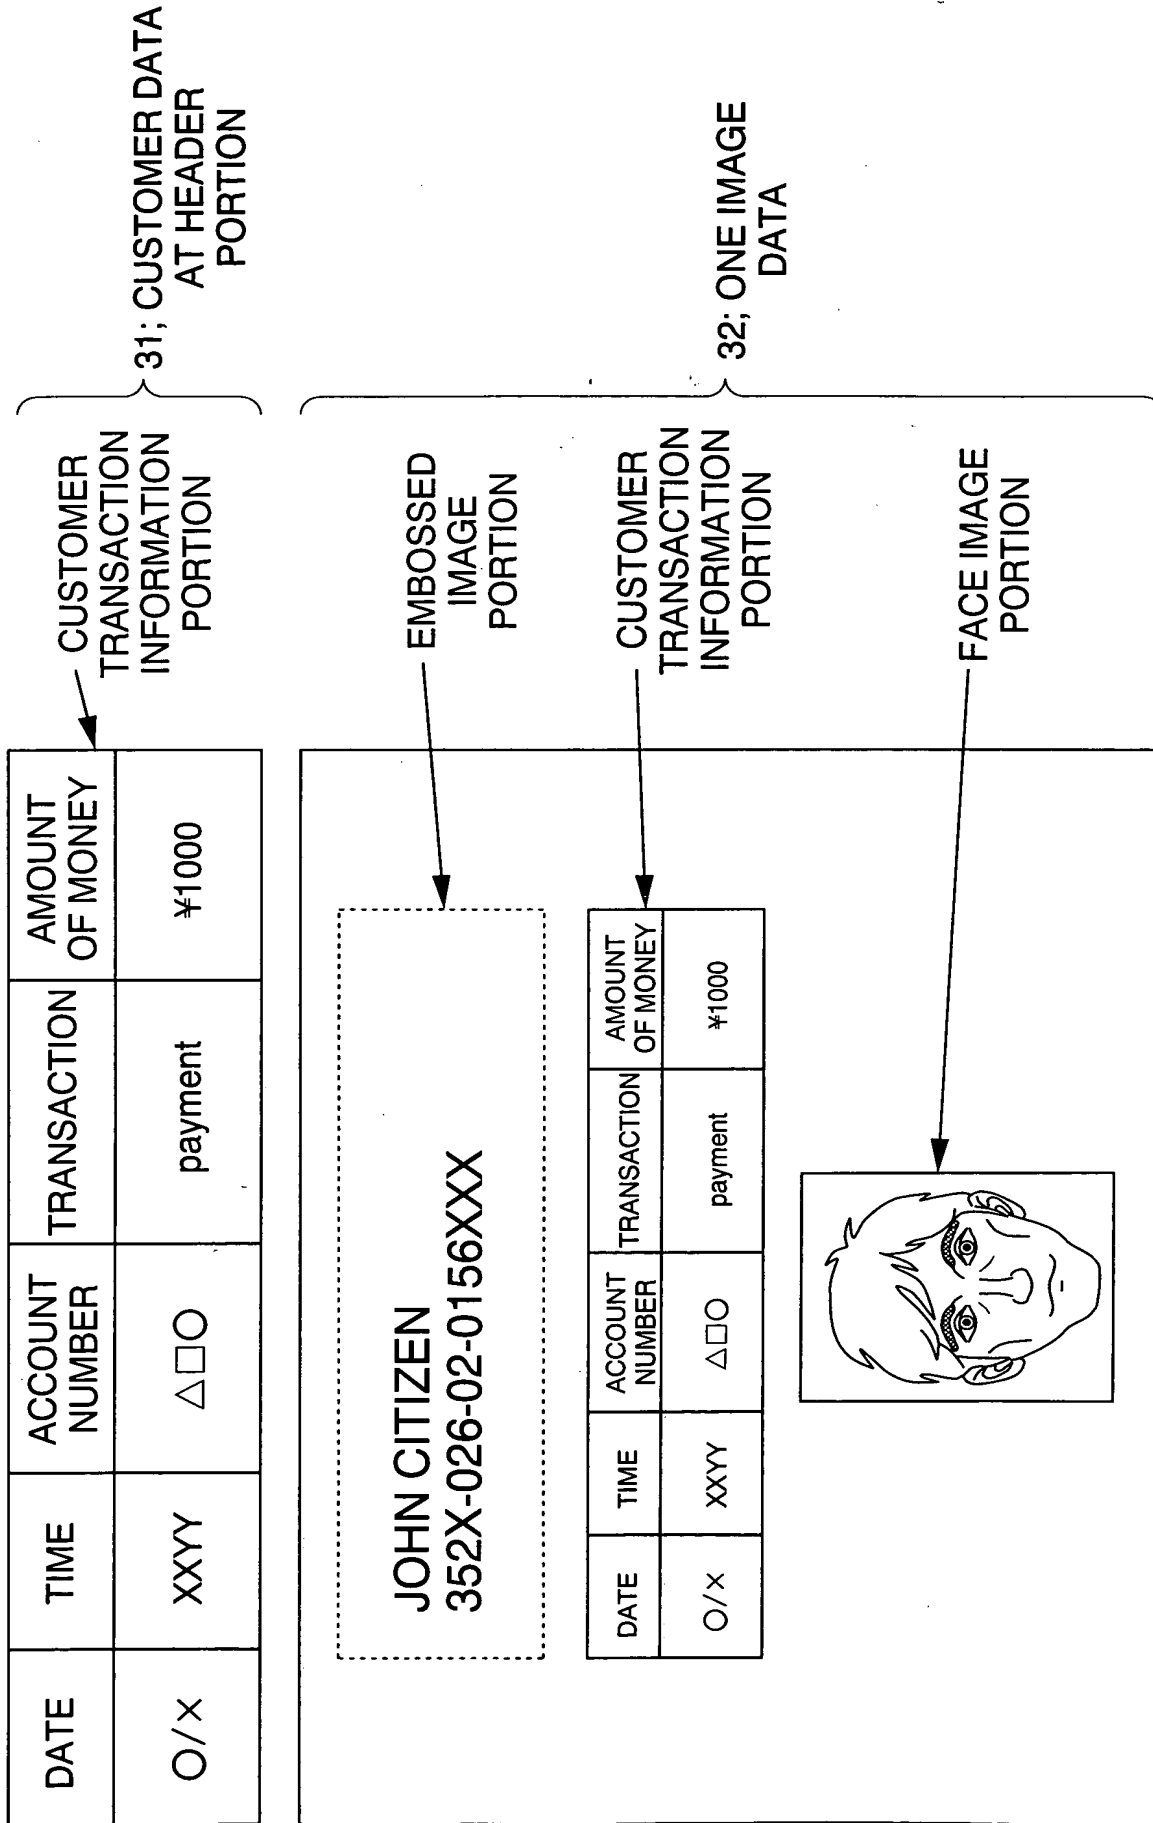 DATE TIME ACCOUNT NUMBER TRANSACTION AMOUNT OF MONEY
O/× XXYY △□○ payment ¥1000
CUSTOMER
TRANSACTION
INFORMATION
PORTION
31; CUSTOMER DATA
AT HEADER
PORTION
JOHN CITIZEN
352X-026-02-0156XXX
EMBOSSED
IMAGE
PORTION
DATE TIME ACCOUNT NUMBER TRANSACTION AMOUNT OF MONEY
O/× XXYY △□○ payment ¥1000
CUSTOMER
TRANSACTION
INFORMATION
PORTION
32; ONE IMAGE
DATA
FACE IMAGE
PORTION